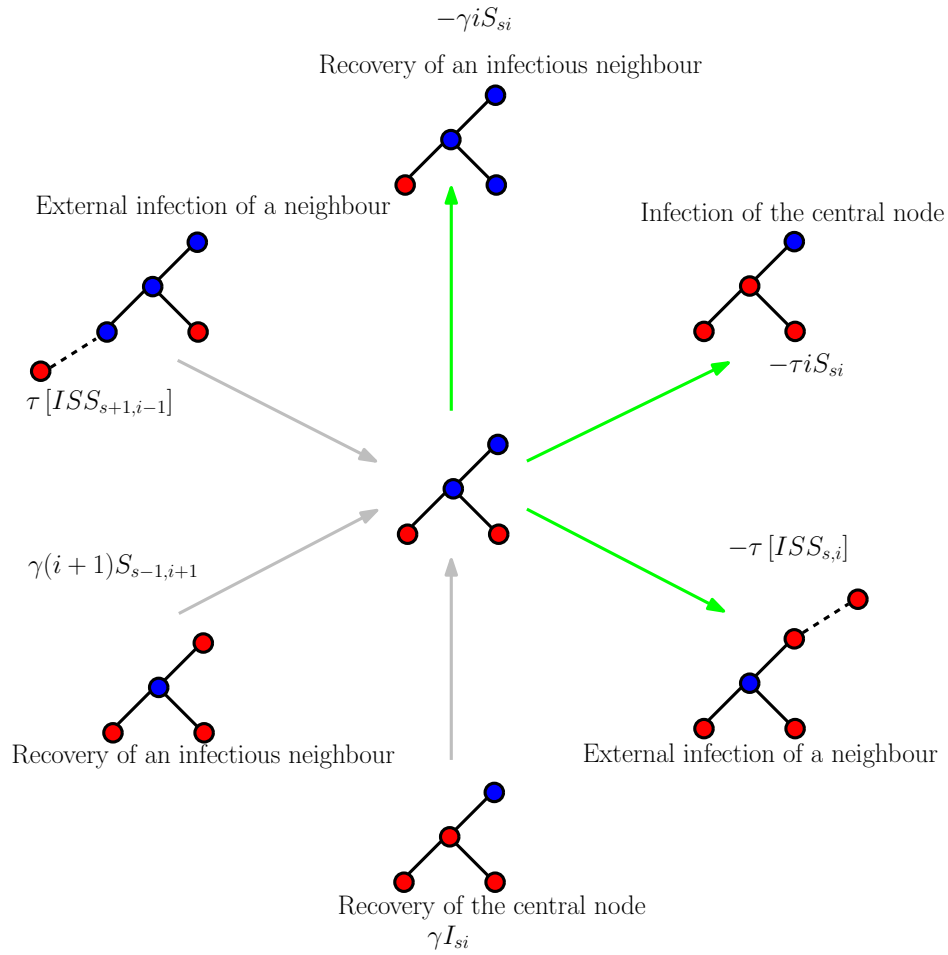 −γiS_{si}
Recovery of an infectious neighbour
External infection of a neighbour
Infection of the central node
−τiS_{si}
τ [ISS_{s+1,i−1}]
−τ [ISS_{s,i}]
γ(i + 1)S_{s−1,i+1}
Recovery of an infectious neighbour
External infection of a neighbour
Recovery of the central node
γI_{si}